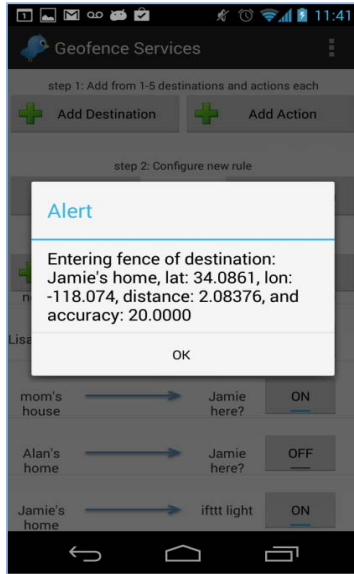 11:41
Geofence Services
step 1: Add from 1-5 destinations and actions each
Add Destination
Add Action
step 2: Configure new rule
Alert
Entering fence of destination:
Jamie's home, lat: 34.0861, lon:
-118.074, distance: 2.08376, and
accuracy: 20.0000
OK
Lisa
mom's
house
Jamie
here?
ON
Alan's
home
Jamie
here?
OFF
Jamie's
home
ifttt light
ON